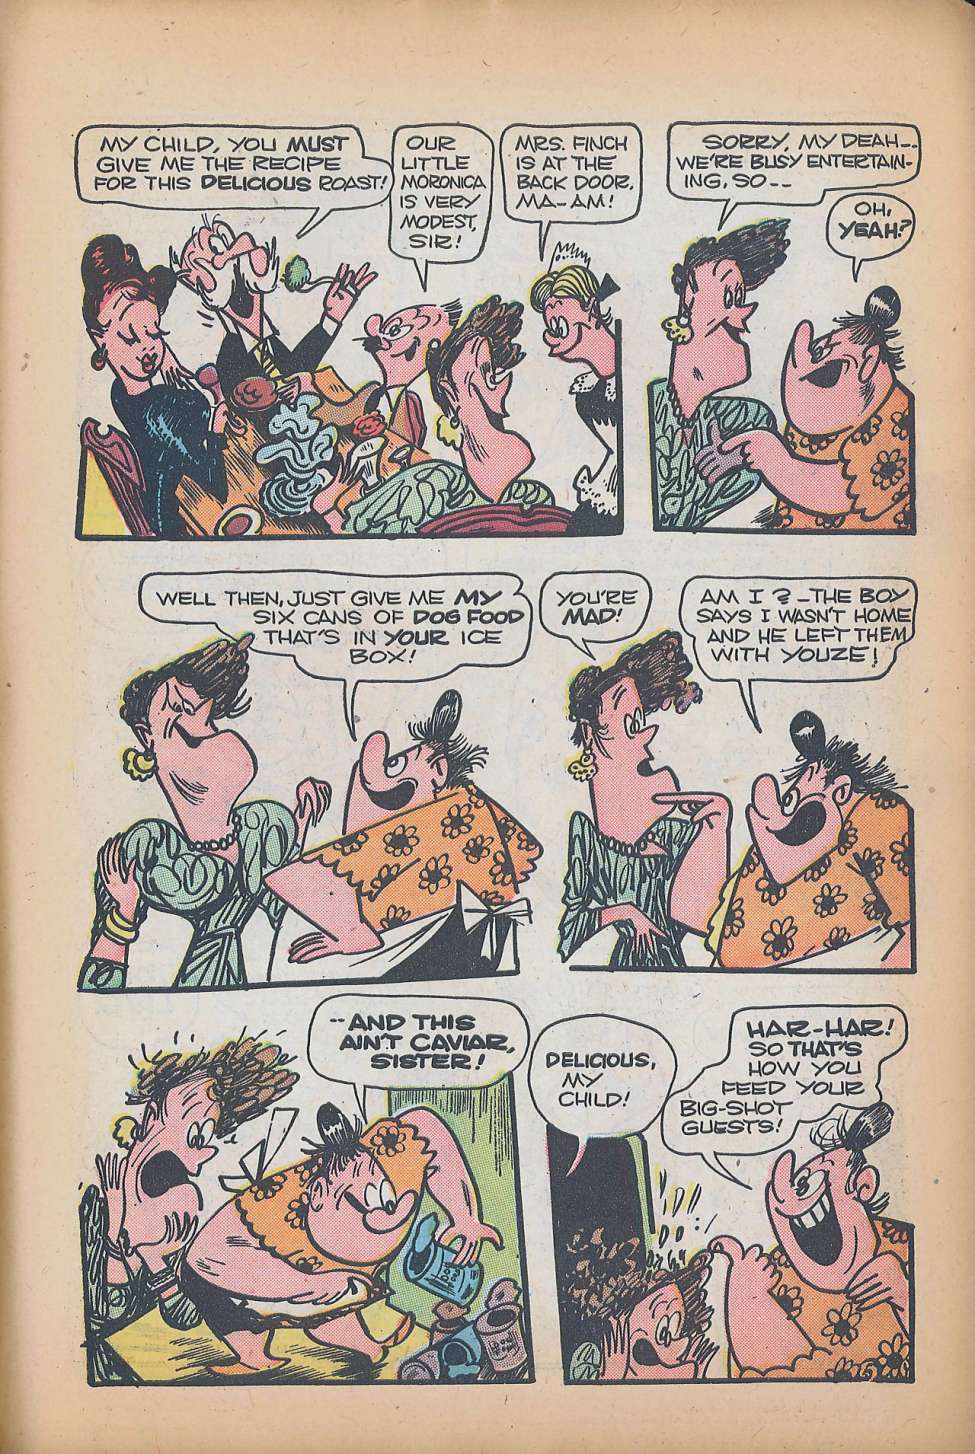 MY CHILD, YOU MUST
GIVE ME THE RECIPE
FOR THIS DELICIOUS ROAST!
OUR
LITTLE
MORONICA
IS VERY
MODEST,
SIR!
MRS. FINCH
IS AT THE
BACK DOOR,
MA-AM!
SORRY, MY DEAH--
WE'RE BUSY ENTERTAIN-
ING, SO--
OH,
YEAH?
WELL THEN, JUST GIVE ME MY
SIX CANS OF DOG FOOD
THAT'S IN YOUR ICE
BOX!
YOU'RE
MAD!
AM I? -THE BOY
SAYS I WASN'T HOME
AND HE LEFT THEM
WITH YOUZE!
--AND THIS
AIN'T CAVIAR,
SISTER!
DOG
FOOD
DELICIOUS,
MY
CHILD!
HAR-HAR!
SO THAT'S
HOW YOU
FEED YOUR
BIG-SHOT
GUESTS!